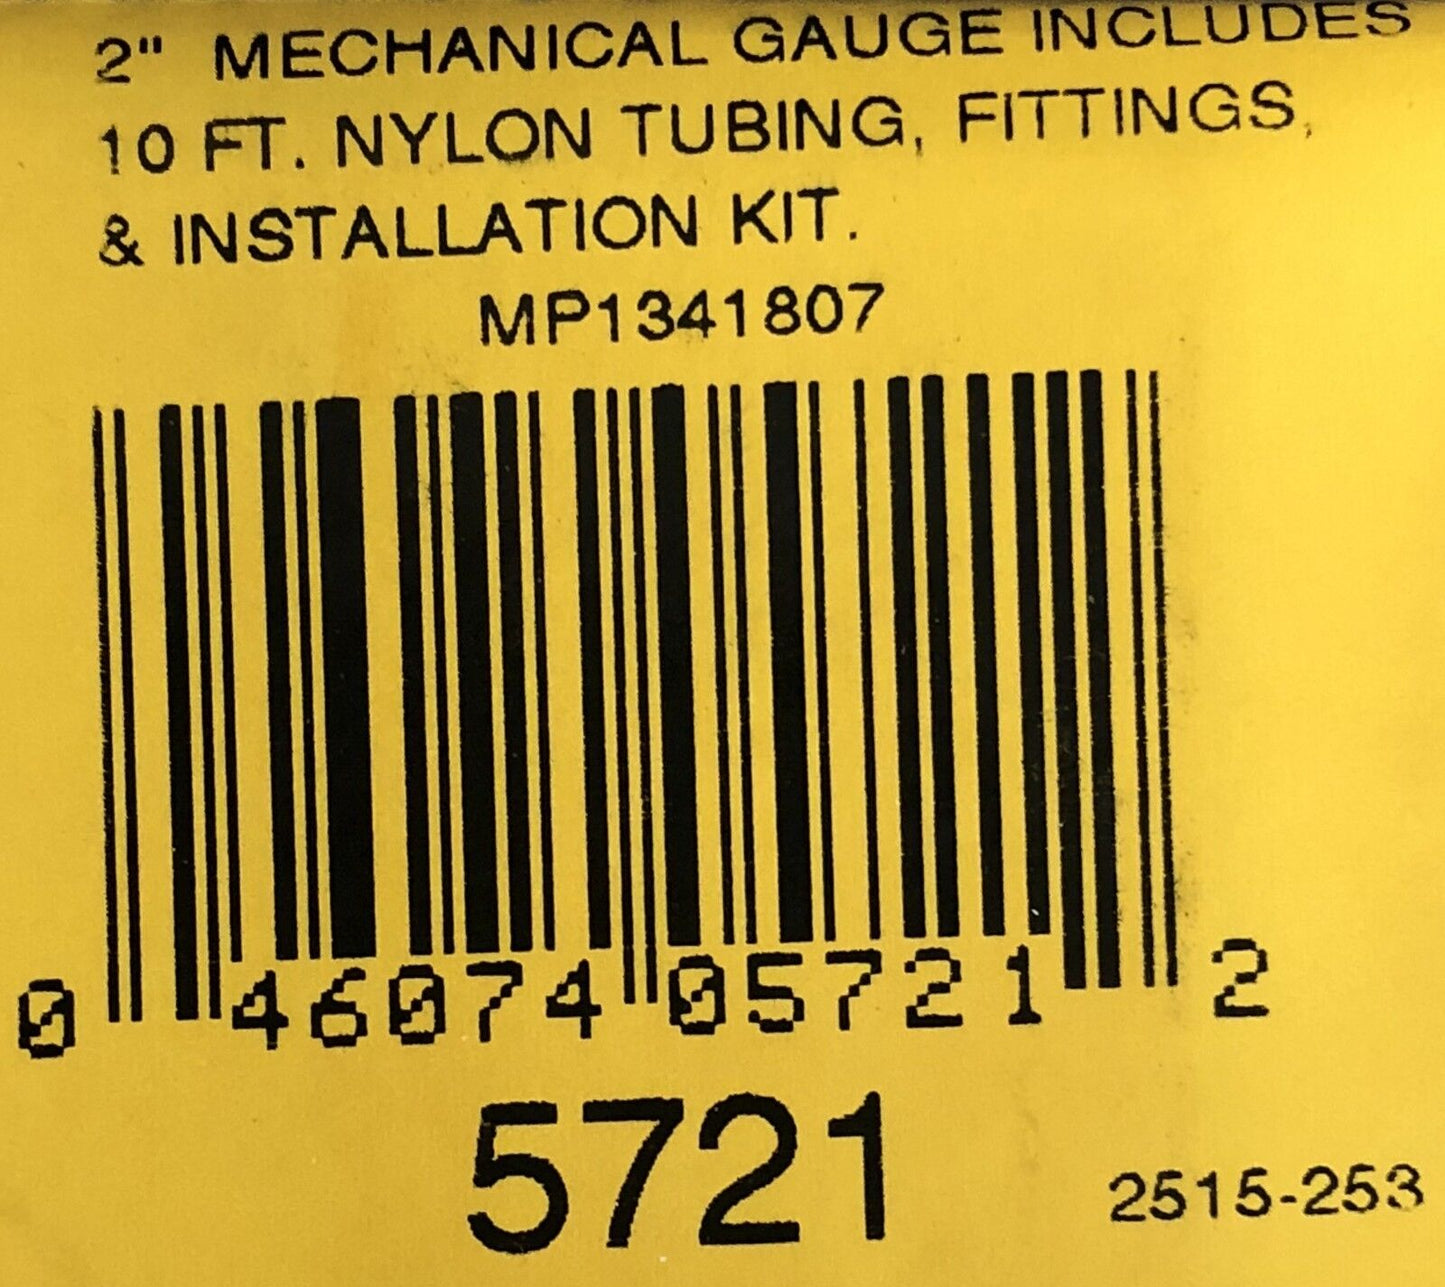 2" MECHANICAL GAUGE INCLUDES
10 FT. NYLON TUBING, FITTINGS,
& INSTALLATION KIT.
MP1341807
0 46074 05721 2
5721
2515-253